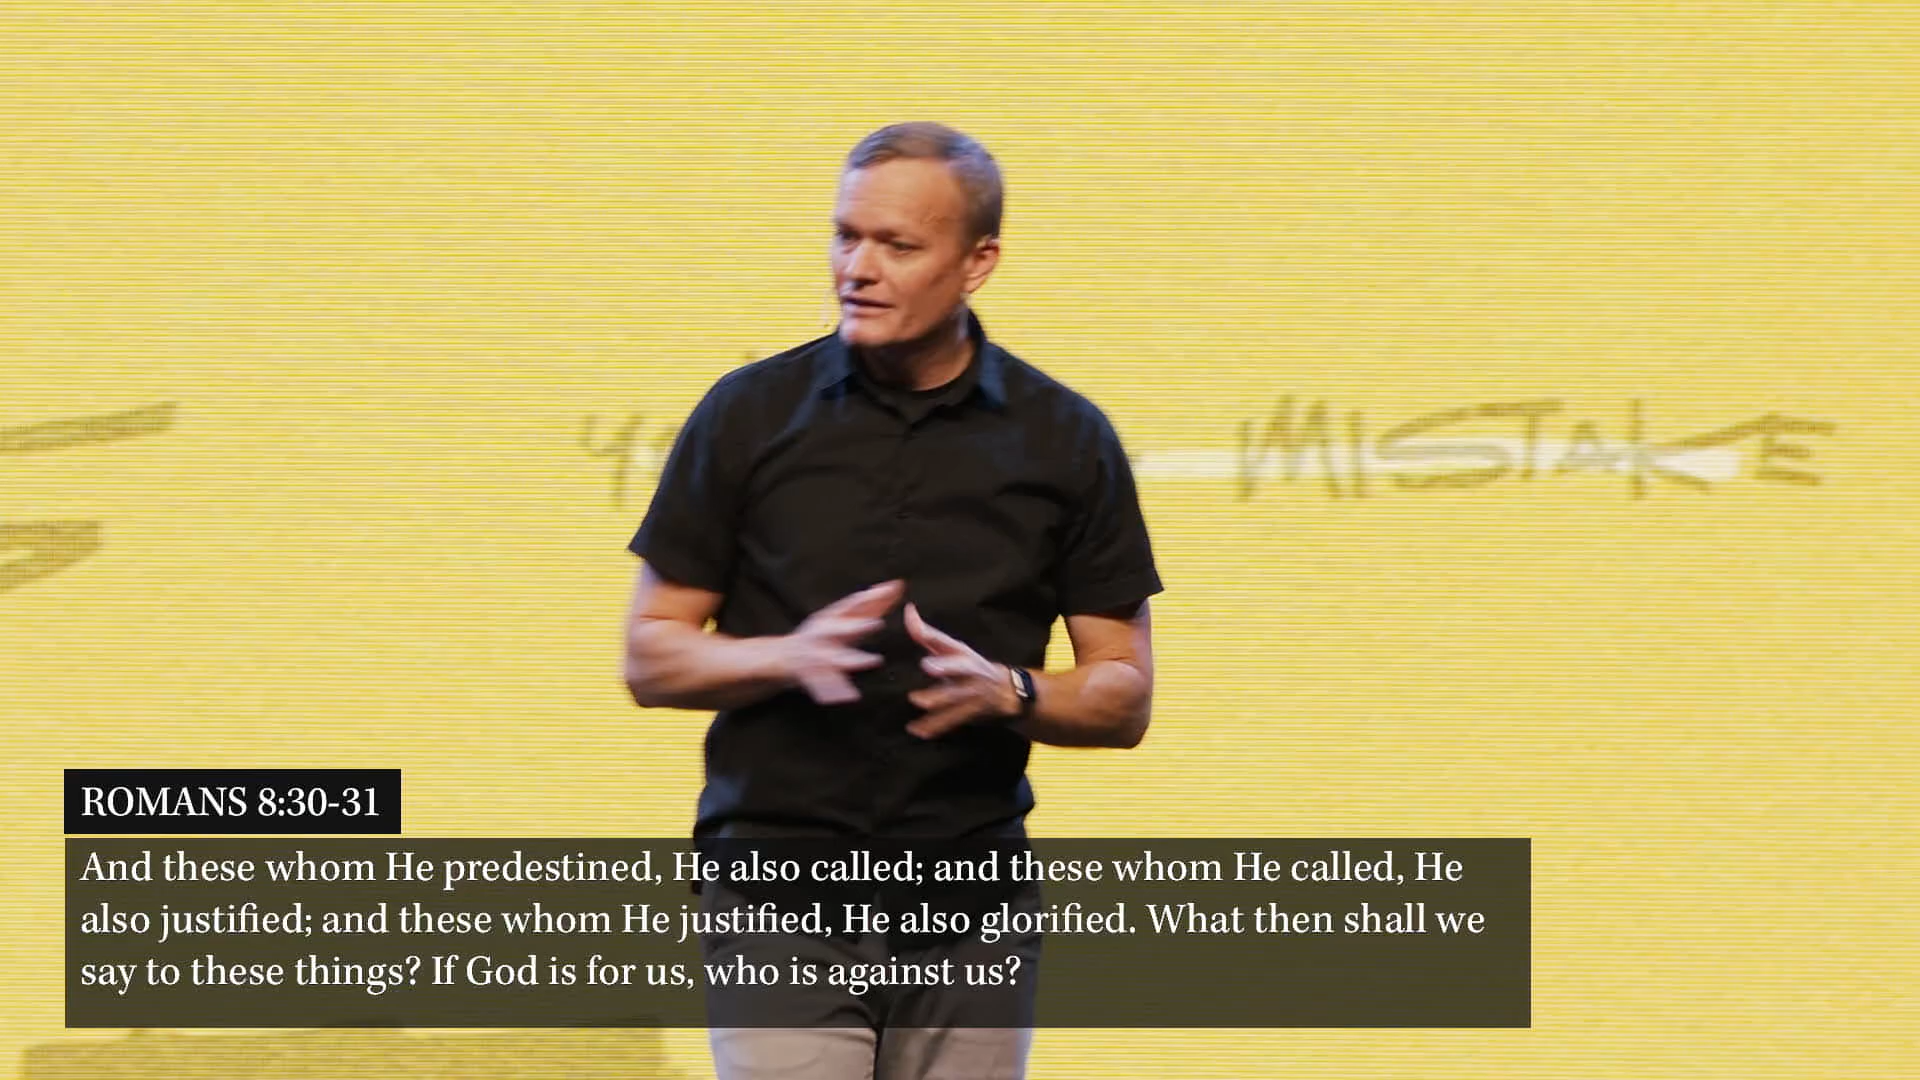 MISTAKE
ROMANS 8:30-31
And these whom He predestined, He also called; and these whom He called, He
also justified; and these whom He justified, He also glorified. What then shall we
say to these things? If God is for us, who is against us?